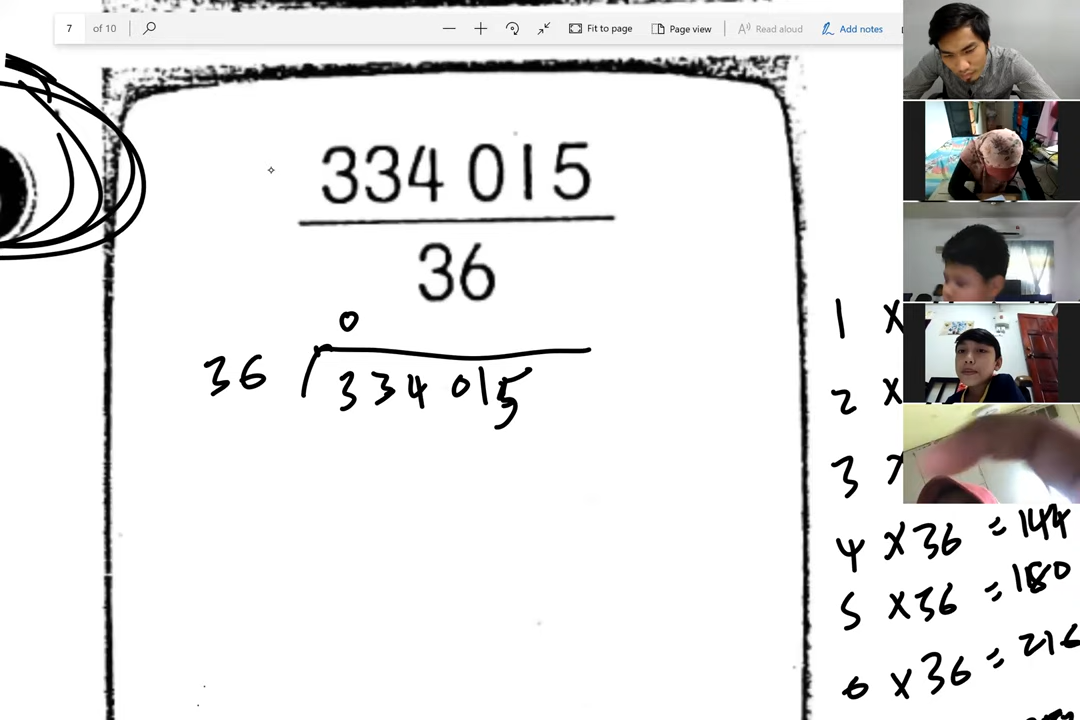 7 of 10 Fit to page Page view Read aloud Add notes
334 015
36
0
36 334 015
1 X
2 X
3
4 X 36 = 144
5 X 36 = 180
6 X 36 = 216